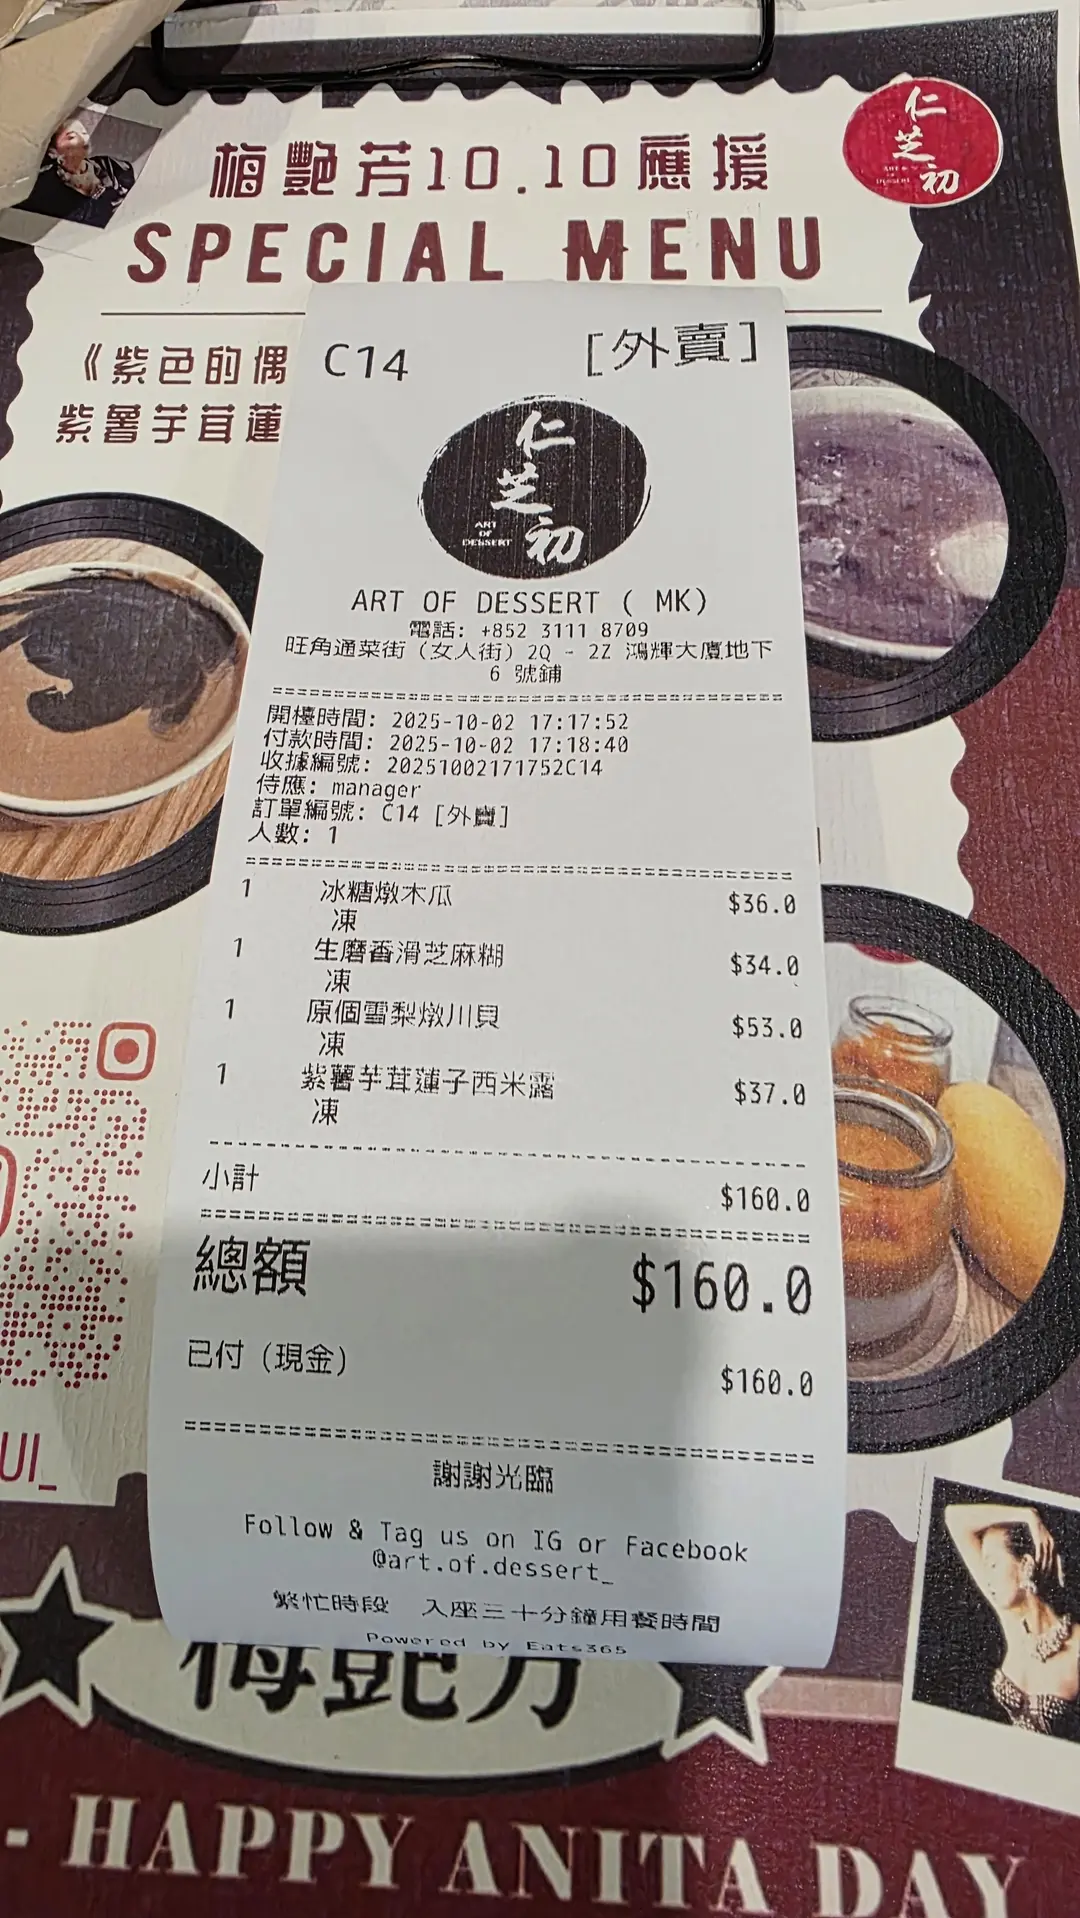 梅艷芳10.10應援
仁芝初
SPECIAL MENU
《紫色的偶
紫薯芋茸蓮
C14 [外賣]
仁芝初
ART
OF
DESSERT
ART OF DESSERT ( MK)
電話: +852 3111 8709
旺角通菜街 (女人街) 2Q - 2Z 鴻輝大廈地下
6 號鋪
開檯時間: 2025-10-02 17:17:52
付款時間: 2025-10-02 17:18:40
收據編號: 20251002171752C14
侍應: manager
訂單編號: C14 [外賣]
人數: 1
1 冰糖燉木瓜 $36.0
凍
1 生磨香滑芝麻糊 $34.0
凍
1 原個雪梨燉川貝 $53.0
凍
1 紫薯芋茸蓮子西米露 $37.0
凍
小計 $160.0
總額 $160.0
已付 (現金) $160.0
謝謝光臨
Follow & Tag us on IG or Facebook
@art.of.dessert_
繁忙時段 入座三十分鐘用餐時間
Powered by Eats365
UI_
梅艷芳
- HAPPY ANITA DAY